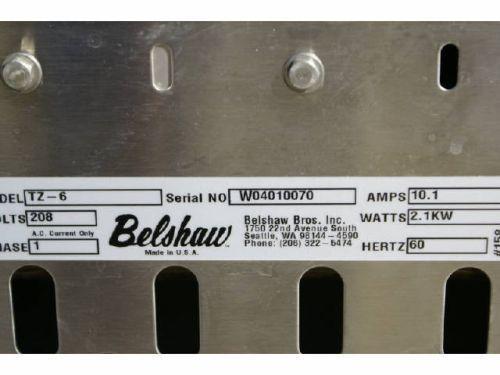 DEL TZ-6 Serial NO W04010070 AMPS 10.1
OLTS 208 WATTS 2.1KW
A.C. Current Only
HASE 1 HERTZ 60
Belshaw
Made in U.S.A.
Belshaw Bros. Inc.
1750 22nd Avenue South
Seattle, WA 98144-4590
Phone: (206) 322-5474
#158